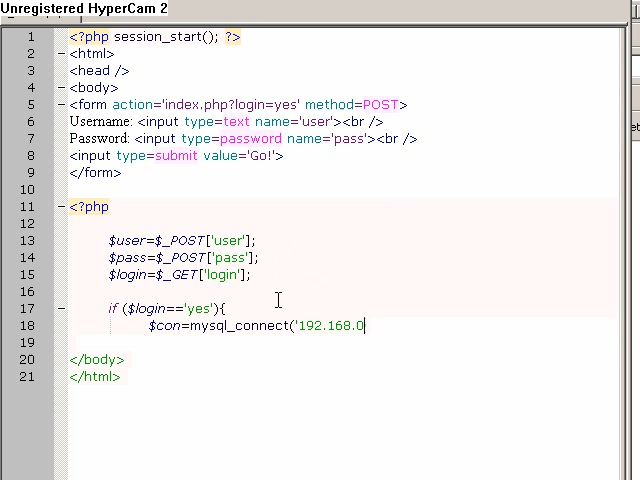 Unregistered HyperCam 2
1 <?php session_start(); ?>
2 <html>
3 <head />
4 <body>
5 <form action='index.php?login=yes' method=POST>
6 Username: <input type=text name='user'><br />
7 Password: <input type=password name='pass'><br />
8 <input type=submit value='Go!'>
9 </form>
10
11 <?php
12
13 $user=$_POST['user'];
14 $pass=$_POST['pass'];
15 $login=$_GET['login'];
16
17 if ($login=='yes'){
18 $con=mysql_connect('192.168.0
19
20 </body>
21 </html>